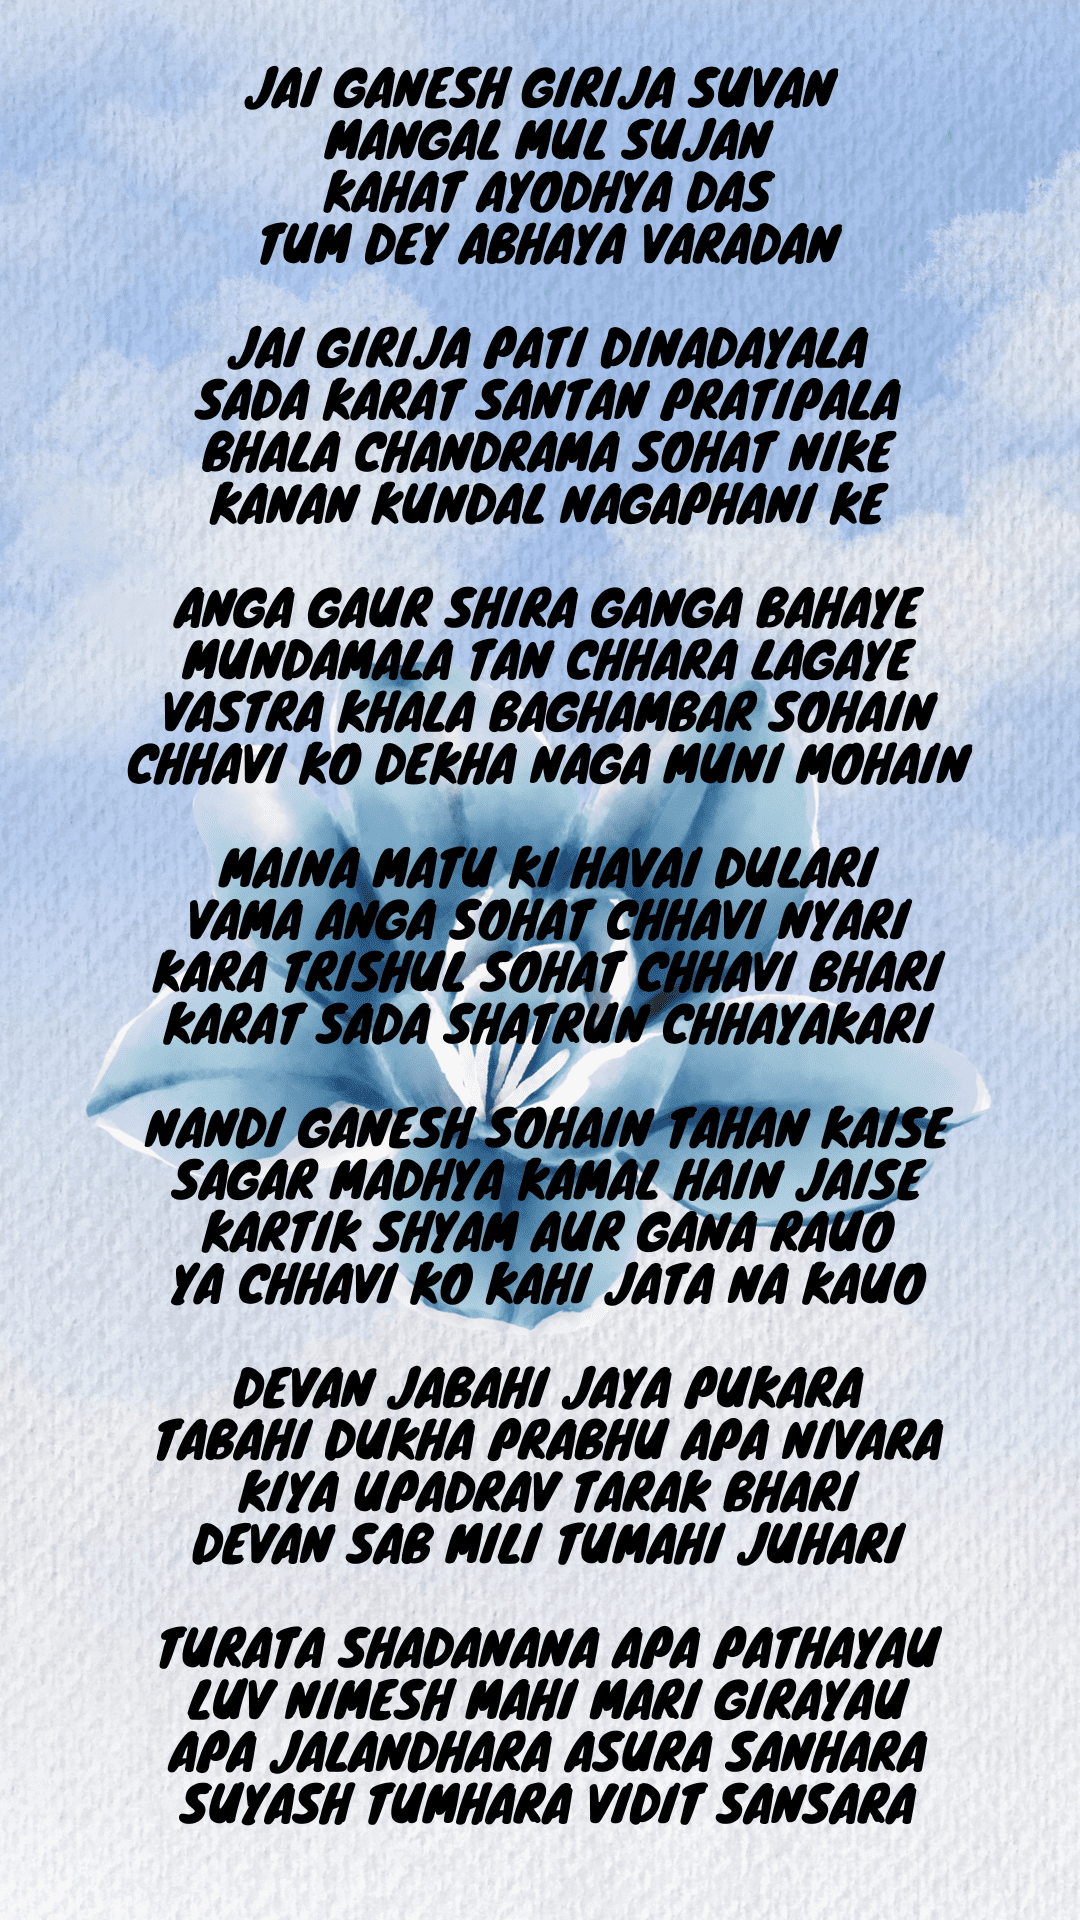 JAI GANESH GIRIJA SUVAN
MANGAL MUL SUJAN
KAHAT AYODHYA DAS
TUM DEY ABHAYA VARADAN
JAI GIRIJA PATI DINADAYALA
SADA KARAT SANTAN PRATIPALA
BHALA CHANDRAMA SOHAT NIKE
KANAN KUNDAL NAGAPHANI KE
ANGA GAUR SHIRA GANGA BAHAYE
MUNDAMALA TAN CHHARA LAGAYE
VASTRA KHALA BAGHAMBAR SOHAIN
CHHAVI KO DEKHA NAGA MUNI MOHAIN
MAINA MATU KI HAVAI DULARI
VAMA ANGA SOHAT CHHAVI NYARI
KARA TRISHUL SOHAT CHHAVI BHARI
KARAT SADA SHATRUN CHHAYAKARI
NANDI GANESH SOHAIN TAHAN KAISE
SAGAR MADHYA KAMAL HAIN JAISE
KARTIK SHYAM AUR GANA RAUO
YA CHHAVI KO KAHI JATA NA KAUO
DEVAN JABAHI JAYA PUKARA
TABAHI DUKHA PRABHU APA NIVARA
KIYA UPADRAV TARAK BHARI
DEVAN SAB MILI TUMAHI JUHARI
TURATA SHADANANA APA PATHAYAU
LUV NIMESH MAHI MARI GIRAYAU
APA JALANDHARA ASURA SANHARA
SUYASH TUMHARA VIDIT SANSARA